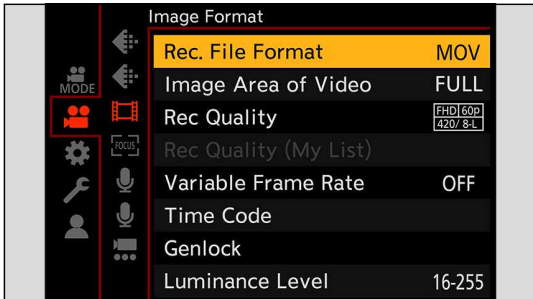 Image Format
Rec. File Format MOV
Image Area of Video FULL
Rec Quality FHD 60p 420/ 8-L
Rec Quality (My List)
Variable Frame Rate OFF
Time Code
Genlock
Luminance Level 16-255
MODE
FOCUS